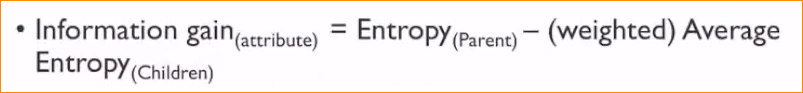 • Information gain(attribute) = Entropy(Parent) – (weighted) Average
Entropy(Children)